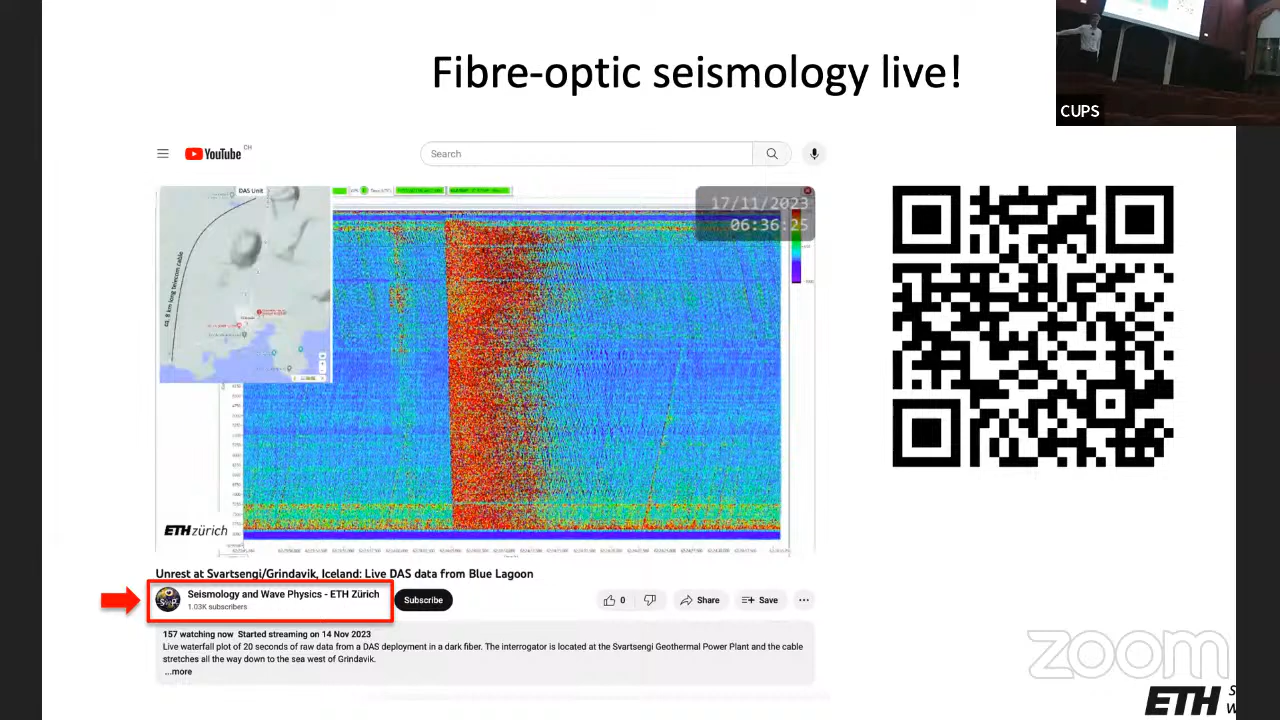 Fibre-optic seismology live!
CUPS
YouTube CH
Search
DAS Unit
17/11/2023
06:36:25
ETH zürich
Unrest at Svartsengi/Grindavik, Iceland: Live DAS data from Blue Lagoon
Seismology and Wave Physics - ETH Zürich
1.03K subscribers
Subscribe
0
Share
Save
157 watching now Started streaming on 14 Nov 2023
Live waterfall plot of 20 seconds of raw data from a DAS deployment in a dark fiber. The interrogator is located at the Svartsengi Geothermal Power Plant and the cable
stretches all the way down to the sea west of Grindavik.
...more
zoom
ETH